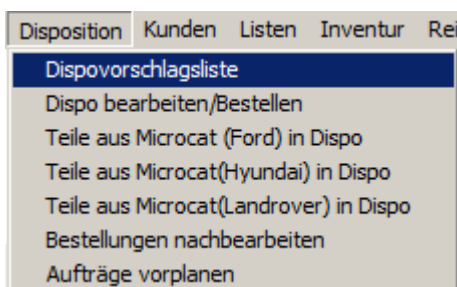 Disposition Kunden Listen Inventur Rei
Dispovorschlagsliste
Dispo bearbeiten/Bestellen
Teile aus Microcat (Ford) in Dispo
Teile aus Microcat(Hyundai) in Dispo
Teile aus Microcat(Landrover) in Dispo
Bestellungen nachbearbeiten
Aufträge vorplanen